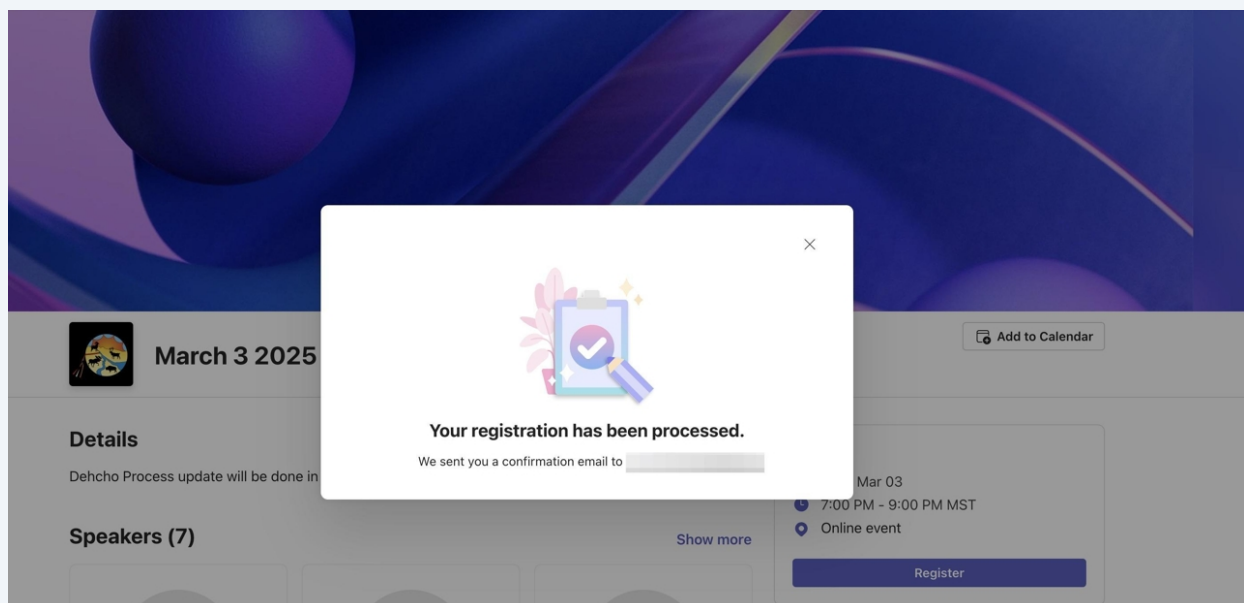 March 3 2025
Add to Calendar
Your registration has been processed.
We sent you a confirmation email to
Details
Dehcho Process update will be done in
Mar 03
7:00 PM - 9:00 PM MST
Online event
Speakers (7)
Show more
Register